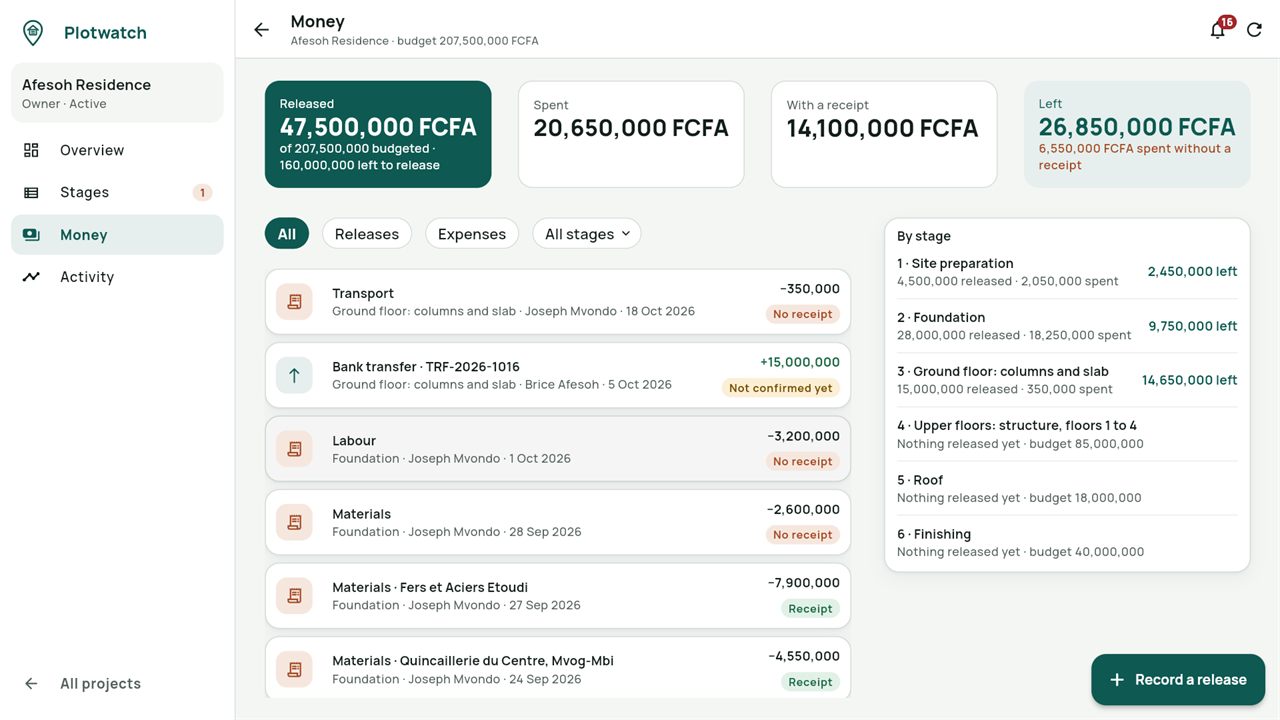 Plotwatch
Afesoh Residence
Owner · Active
Overview
Stages
1
Money
Activity
All projects
Money
Afesoh Residence · budget 207,500,000 FCFA
16
Released
47,500,000 FCFA
of 207,500,000 budgeted ·
160,000,000 left to release
Spent
20,650,000 FCFA
With a receipt
14,100,000 FCFA
Left
26,850,000 FCFA
6,550,000 FCFA spent without a
receipt
All
Releases
Expenses
All stages
Transport
Ground floor: columns and slab · Joseph Mvondo · 18 Oct 2026
−350,000
No receipt
Bank transfer · TRF-2026-1016
Ground floor: columns and slab · Brice Afesoh · 5 Oct 2026
+15,000,000
Not confirmed yet
Labour
Foundation · Joseph Mvondo · 1 Oct 2026
−3,200,000
No receipt
Materials
Foundation · Joseph Mvondo · 28 Sep 2026
−2,600,000
No receipt
Materials · Fers et Aciers Etoudi
Foundation · Joseph Mvondo · 27 Sep 2026
−7,900,000
Receipt
Materials · Quincaillerie du Centre, Mvog-Mbi
Foundation · Joseph Mvondo · 24 Sep 2026
−4,550,000
Receipt
By stage
1 · Site preparation
4,500,000 released · 2,050,000 spent
2,450,000 left
2 · Foundation
28,000,000 released · 18,250,000 spent
9,750,000 left
3 · Ground floor: columns and slab
15,000,000 released · 350,000 spent
14,650,000 left
4 · Upper floors: structure, floors 1 to 4
Nothing released yet · budget 85,000,000
5 · Roof
Nothing released yet · budget 18,000,000
6 · Finishing
Nothing released yet · budget 40,000,000
Record a release